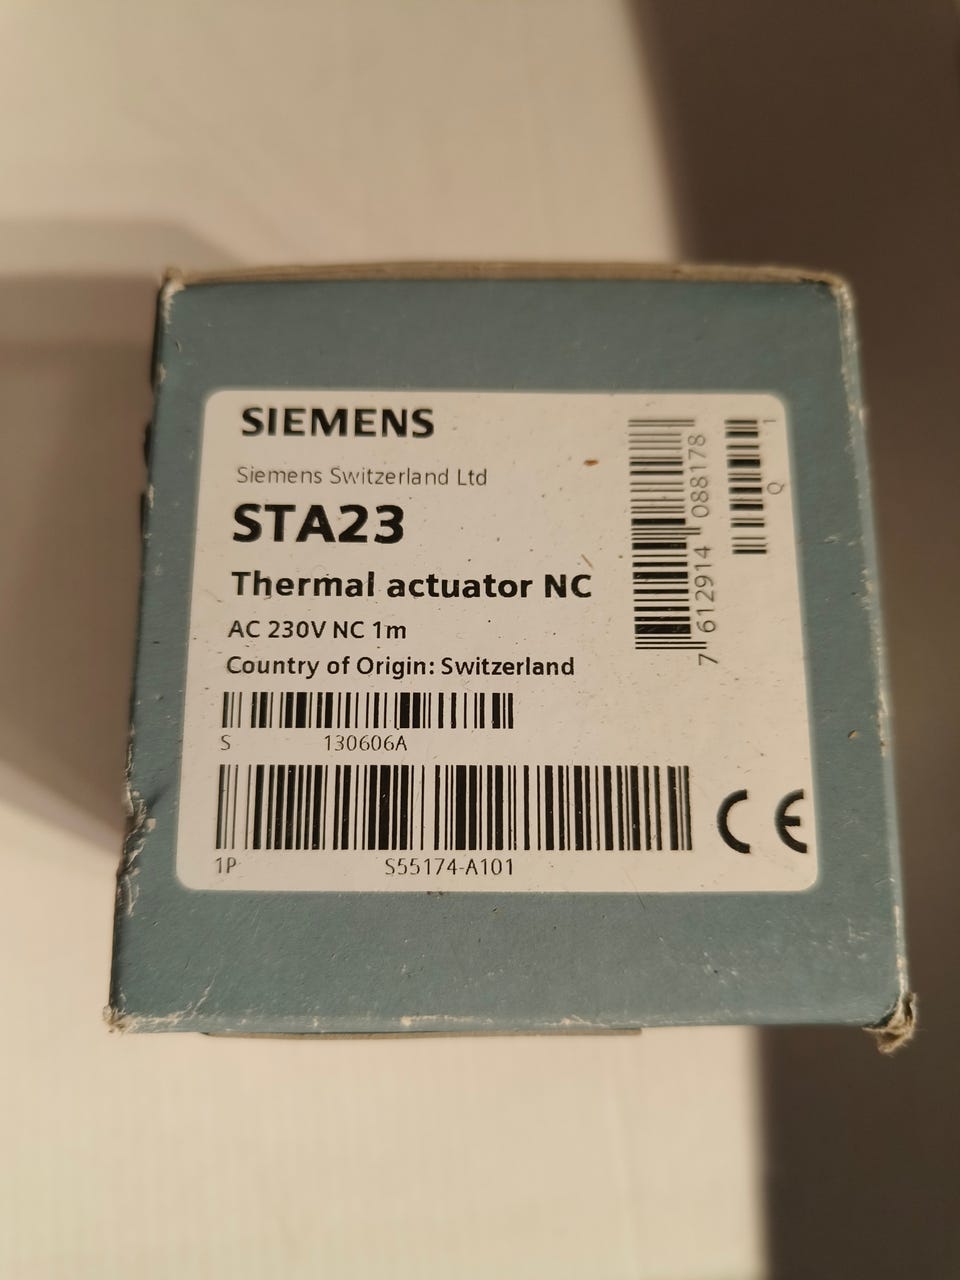 SIEMENS
Siemens Switzerland Ltd
STA23
Thermal actuator NC
AC 230V NC 1m
Country of Origin: Switzerland
S 130606A
1P S55174-A101
7 612914 088178
Q 1
CE